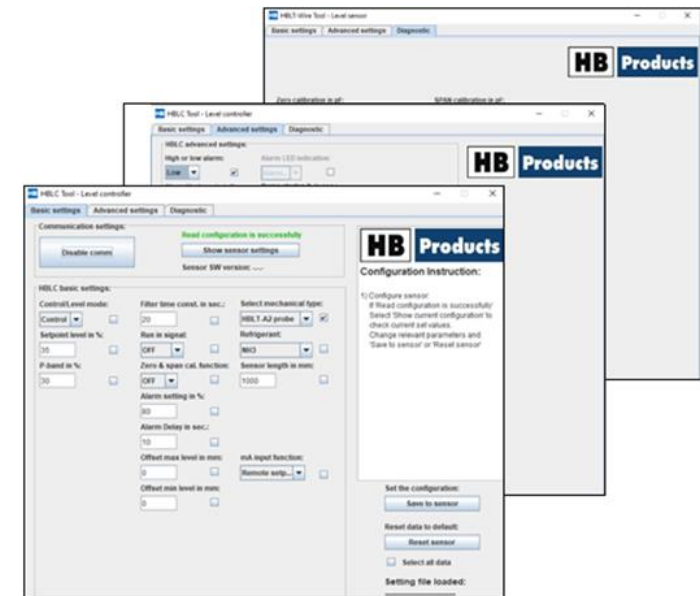 HBLT-Wire Tool - Level sensor
Basic settings Advanced settings Diagnostic
HB Products
Zero calibration in pF: SPAN calibration in pF:
HBLC Tool - Level controller
Basic settings Advanced settings Diagnostic
HBLC advanced settings:
High or low alarm: Alarm LED indication:
Low Alarm...
HB Products
HBLC Tool - Level controller
Basic settings Advanced settings Diagnostic
Communication settings:
Disable comm
Read configuration is successfully
Show sensor settings
Sensor SW version: -.--
HBLC basic settings:
Control/Level mode: Filter time const. in sec.: Select mechanical type:
Control 20 HBLT-A2 probe
Setpoint level in %: Run in signal: Refrigerant:
35 OFF NH3
P-band in %: Zero & span cal. function: Sensor length in mm:
30 OFF 1000
Alarm setting in %:
80
Alarm Delay in sec.:
10
Offset max level in mm: mA input function:
0 Remote setp...
Offset min level in mm:
0
HB Products
Configuration Instruction:
1) Configure sensor:
If 'Read configuration is successfully'
Select 'Show current configuration' to
check current set values.
Change relevant parameters and
'Save to sensor' or 'Reset sensor'
Set the configuration:
Save to sensor
Reset data to default:
Reset sensor
Select all data
Setting file loaded: